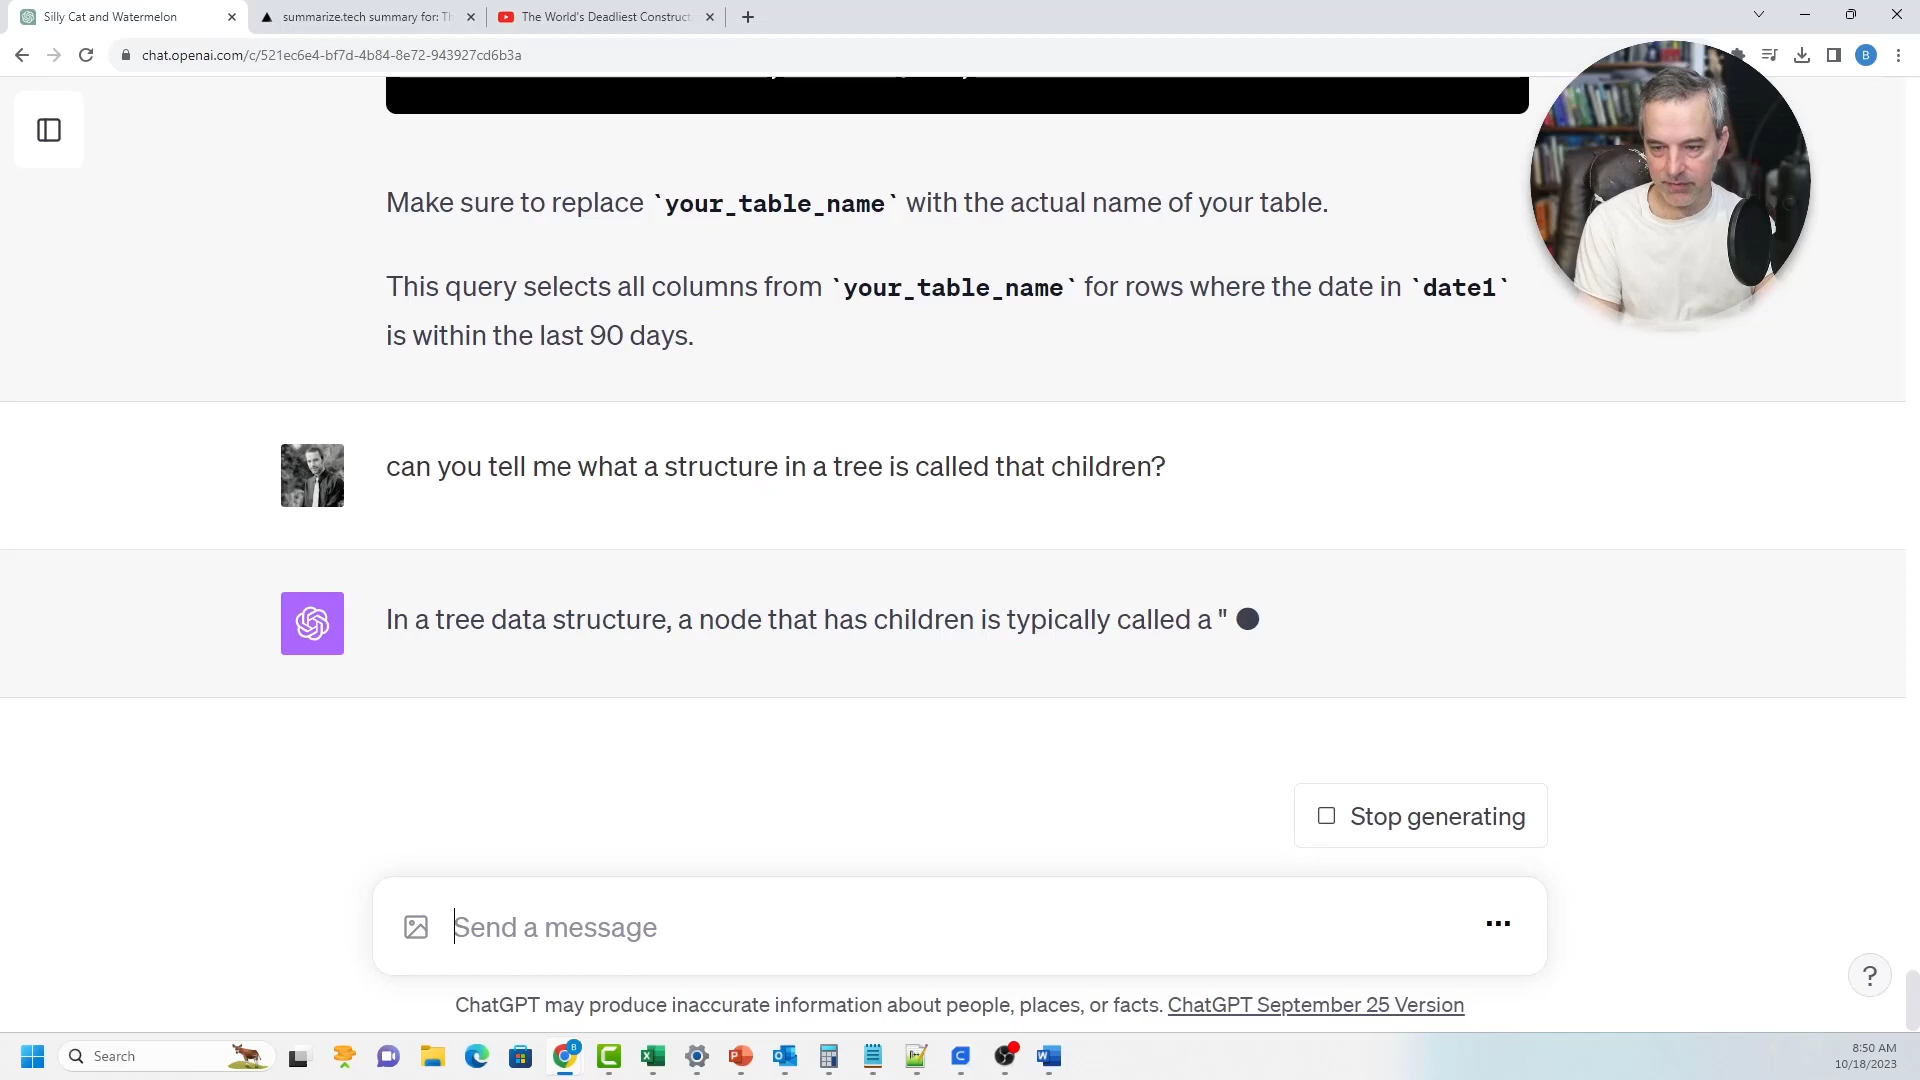 Silly Cat and Watermelon
summarize.tech summary for: Th
The World's Deadliest Construct
chat.openai.com/c/521ec6e4-bf7d-4b84-8e72-943927cd6b3a
B
Make sure to replace `your_table_name` with the actual name of your table.
This query selects all columns from `your_table_name` for rows where the date in `date1`
is within the last 90 days.
can you tell me what a structure in a tree is called that children?
In a tree data structure, a node that has children is typically called a "
Stop generating
Send a message
?
ChatGPT may produce inaccurate information about people, places, or facts. ChatGPT September 25 Version
Search
8:50 AM
10/18/2023